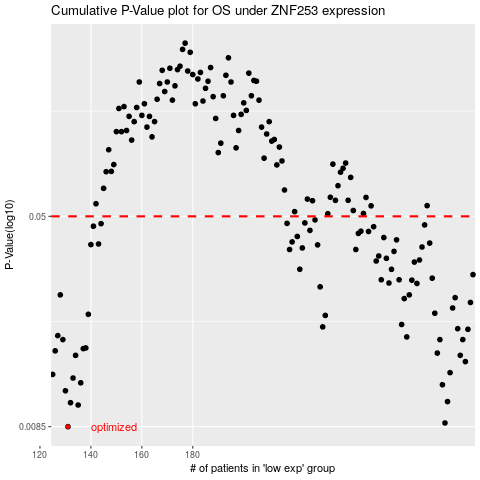 Cumulative P-Value plot for OS under ZNF253 expression
P-Value(log10)
0.05
0.0085
optimized
120 140 160 180
# of patients in 'low exp' group